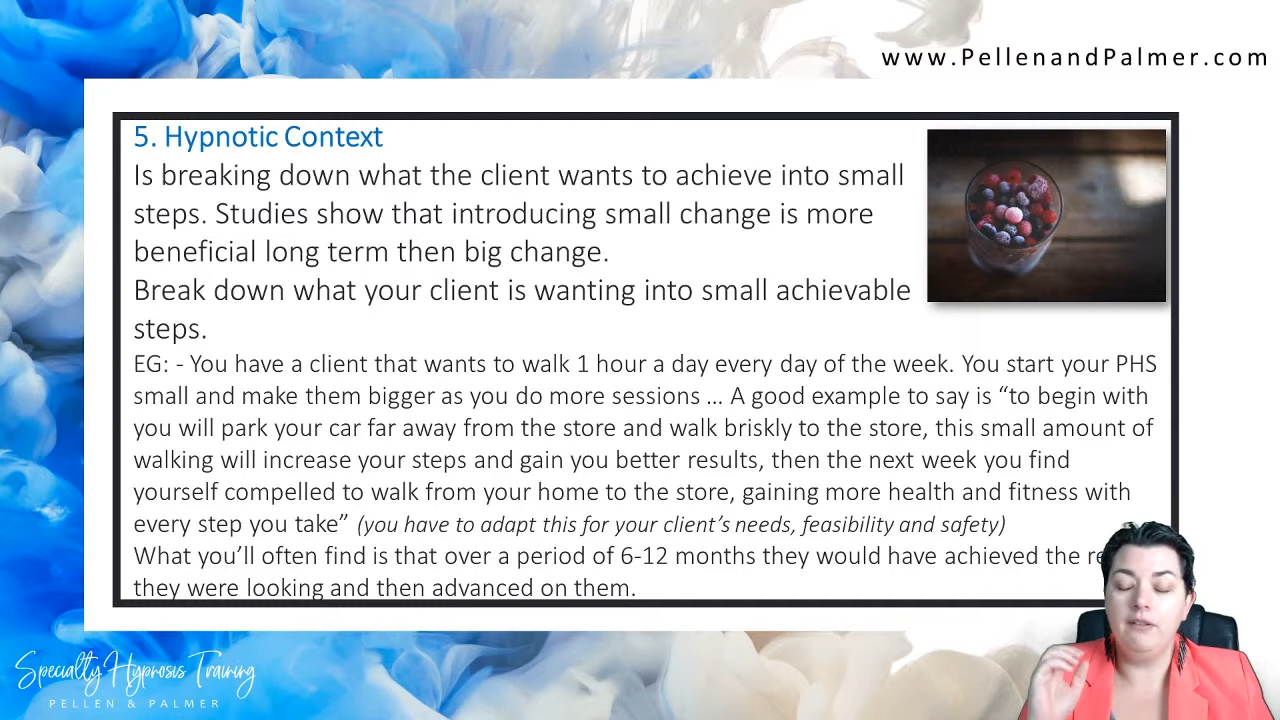 www.PellenandPalmer.com
5. Hypnotic Context
Is breaking down what the client wants to achieve into small
steps. Studies show that introducing small change is more
beneficial long term then big change.
Break down what your client is wanting into small achievable
steps.
EG: - You have a client that wants to walk 1 hour a day every day of the week. You start your PHS
small and make them bigger as you do more sessions … A good example to say is “to begin with
you will park your car far away from the store and walk briskly to the store, this small amount of
walking will increase your steps and gain you better results, then the next week you find
yourself compelled to walk from your home to the store, gaining more health and fitness with
every step you take” (you have to adapt this for your client’s needs, feasibility and safety)
What you’ll often find is that over a period of 6-12 months they would have achieved the
they were looking and then advanced on them.
Specialty Hypnosis Training
PELLEN & PALMER